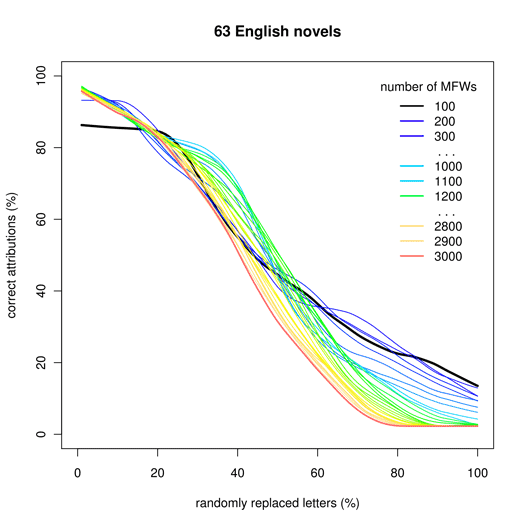 63 English novels
number of MFWs
100
200
300
. . .
1000
1100
1200
. . .
2800
2900
3000
correct attributions (%)
100
80
60
40
20
0
0 20 40 60 80 100
randomly replaced letters (%)